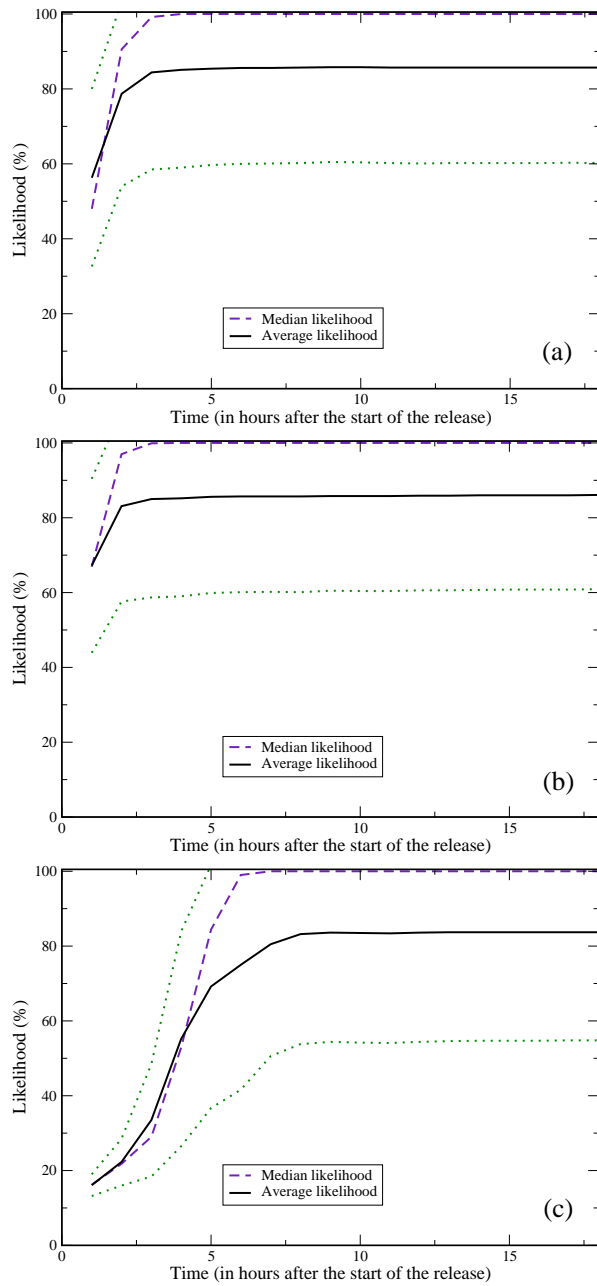 100
80
60
40
20
0
Likelihood (%)
Median likelihood
Average likelihood
(a)
0 5 10 15
Time (in hours after the start of the release)
100
80
60
40
20
0
Likelihood (%)
Median likelihood
Average likelihood
(b)
0 5 10 15
Time (in hours after the start of the release)
100
80
60
40
20
0
Likelihood (%)
Median likelihood
Average likelihood
(c)
0 5 10 15
Time (in hours after the start of the release)